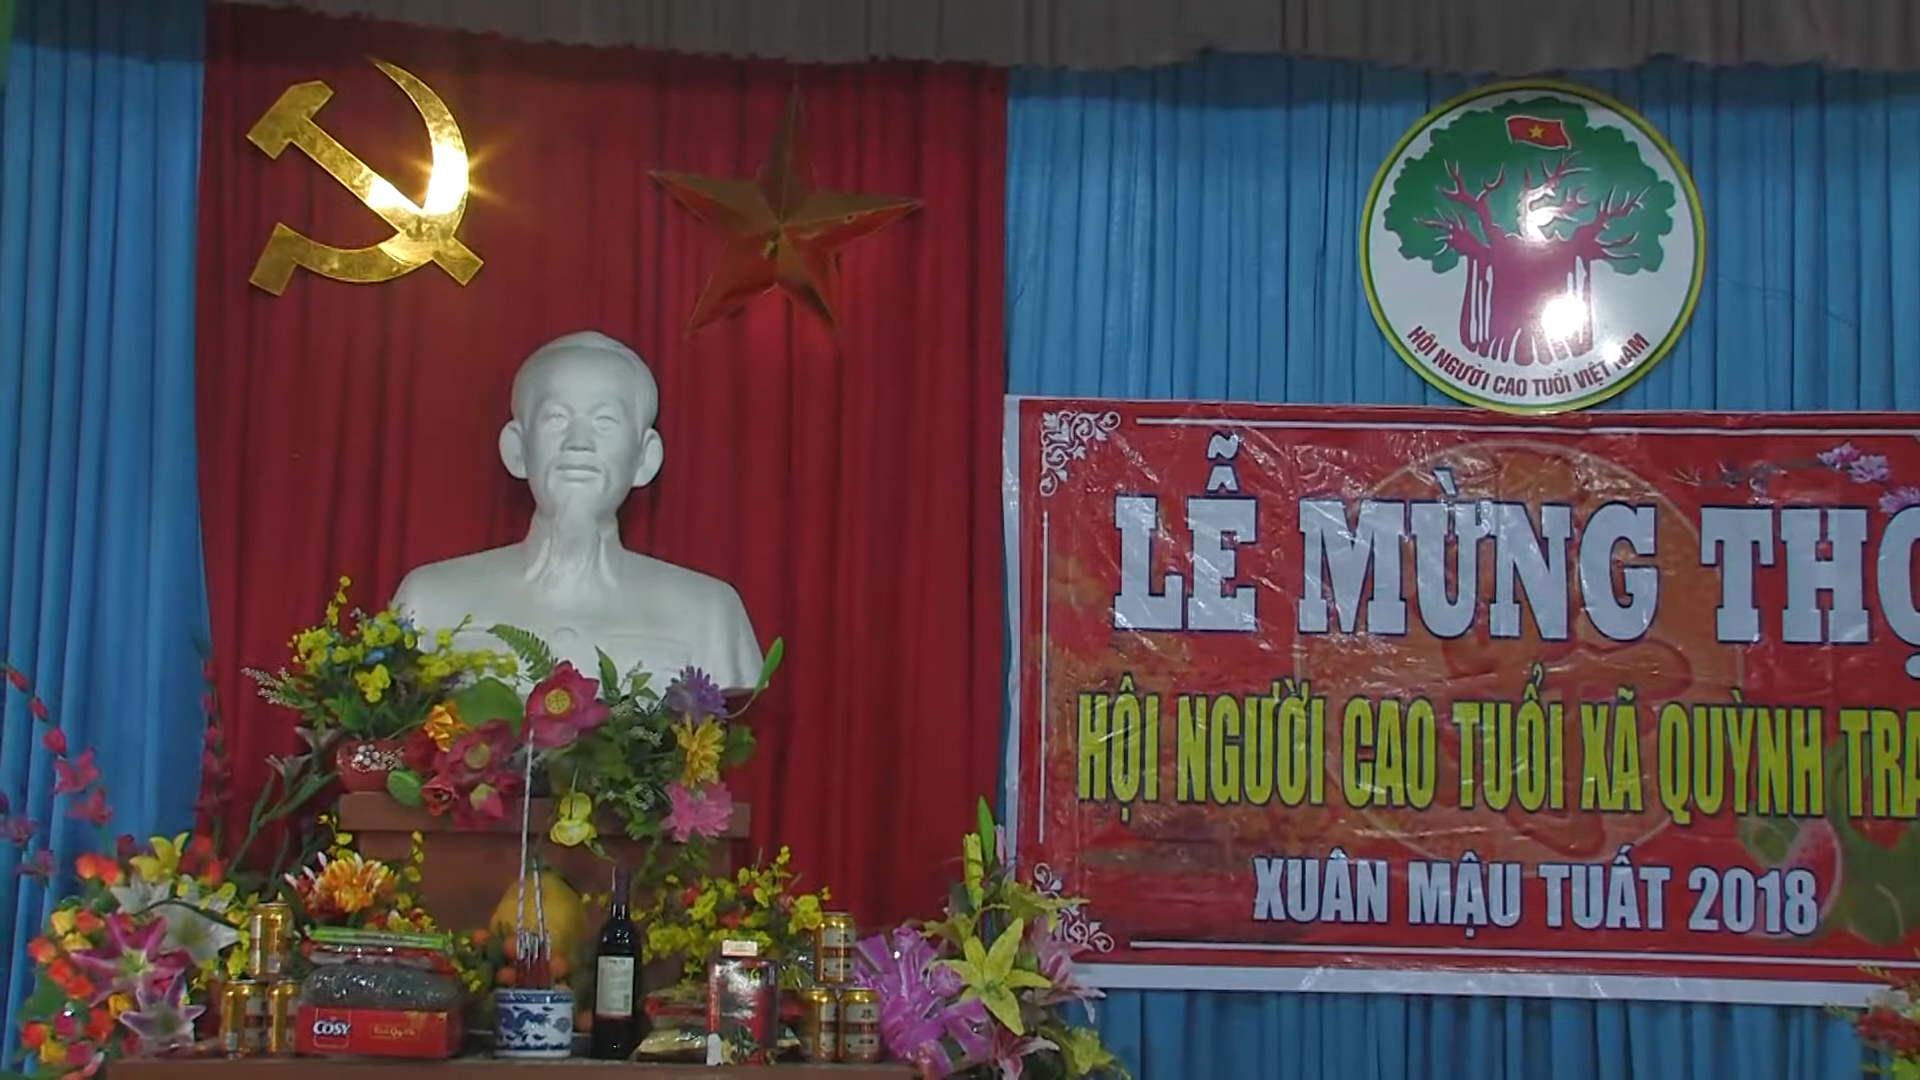 HỘI NGƯỜI CAO TUỔI VIỆT NAM
LỄ MỪNG THỌ
HỘI NGƯỜI CAO TUỔI XÃ QUỲNH TRA
XUÂN MẬU TUẤT 2018
COSY